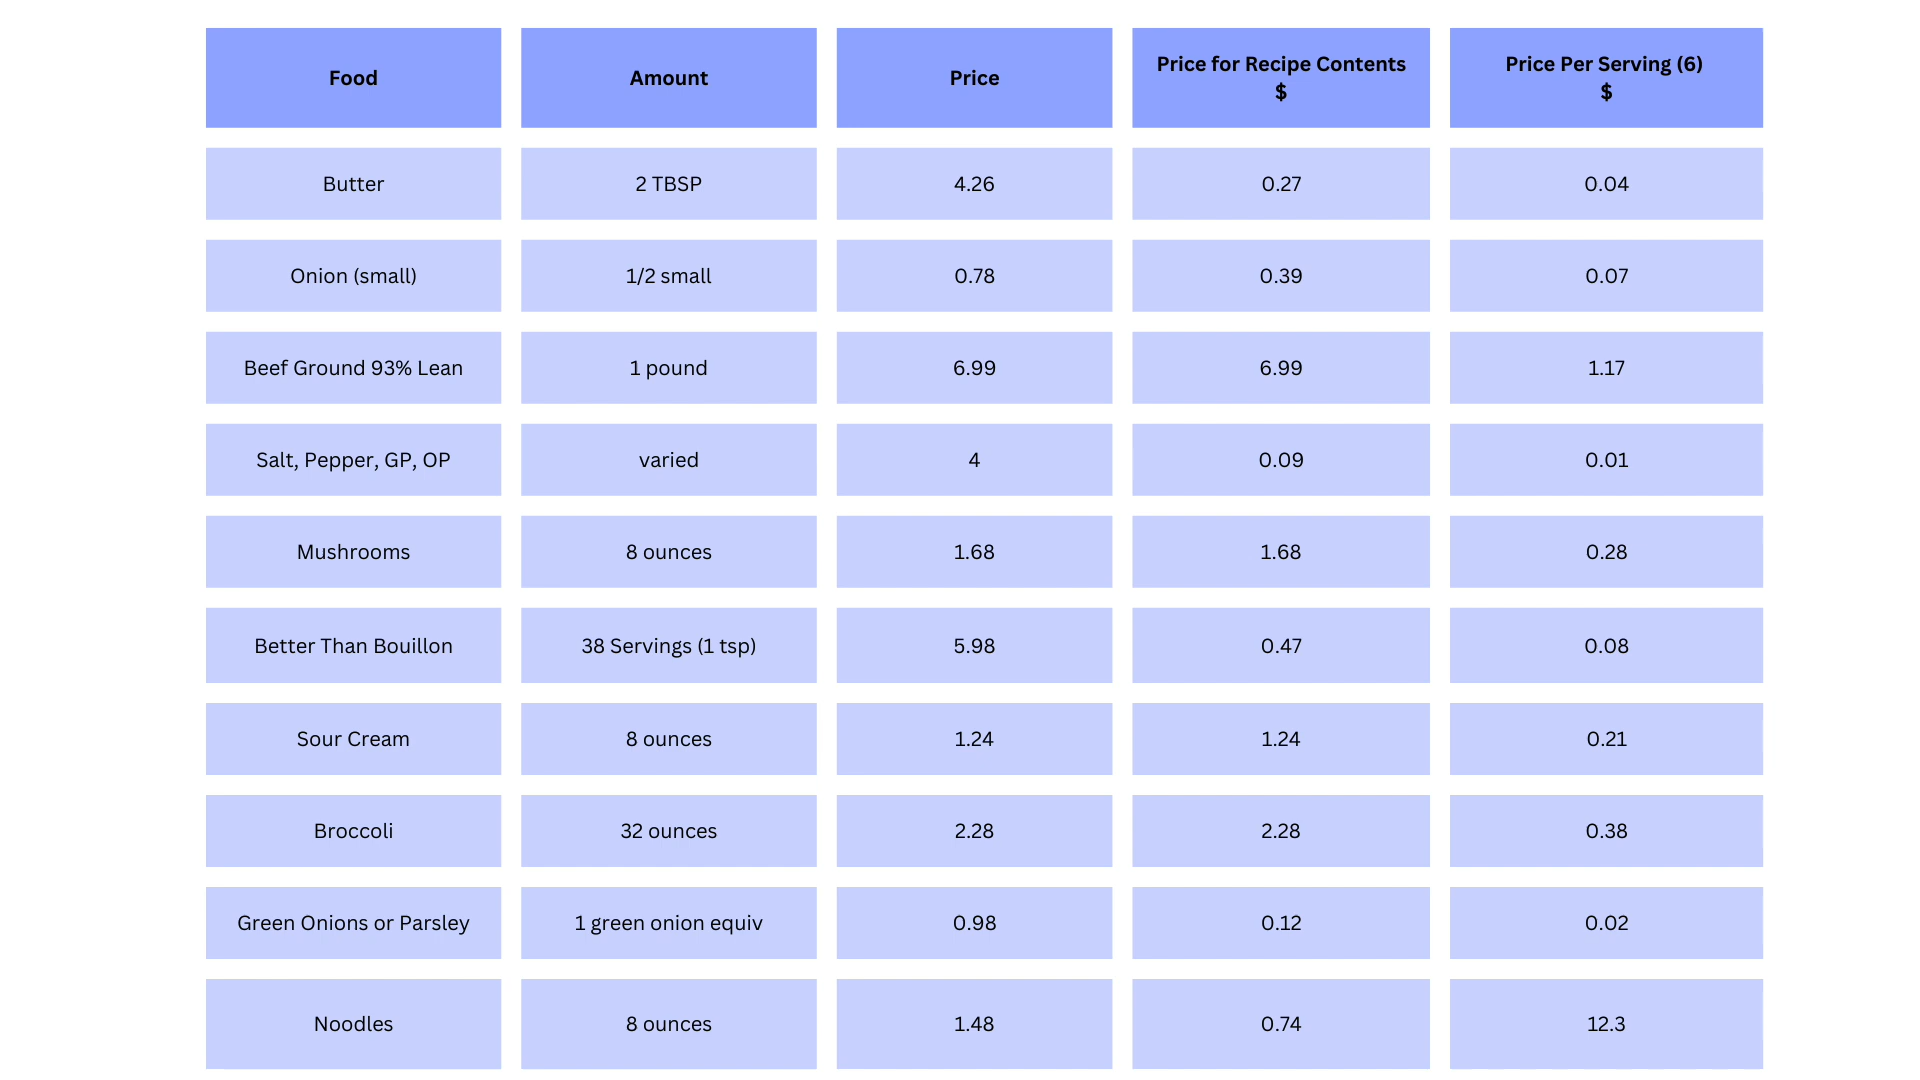 Food Amount Price Price for Recipe Contents $ Price Per Serving (6) $
Butter 2 TBSP 4.26 0.27 0.04
Onion (small) 1/2 small 0.78 0.39 0.07
Beef Ground 93% Lean 1 pound 6.99 6.99 1.17
Salt, Pepper, GP, OP varied 4 0.09 0.01
Mushrooms 8 ounces 1.68 1.68 0.28
Better Than Bouillon 38 Servings (1 tsp) 5.98 0.47 0.08
Sour Cream 8 ounces 1.24 1.24 0.21
Broccoli 32 ounces 2.28 2.28 0.38
Green Onions or Parsley 1 green onion equiv 0.98 0.12 0.02
Noodles 8 ounces 1.48 0.74 12.3